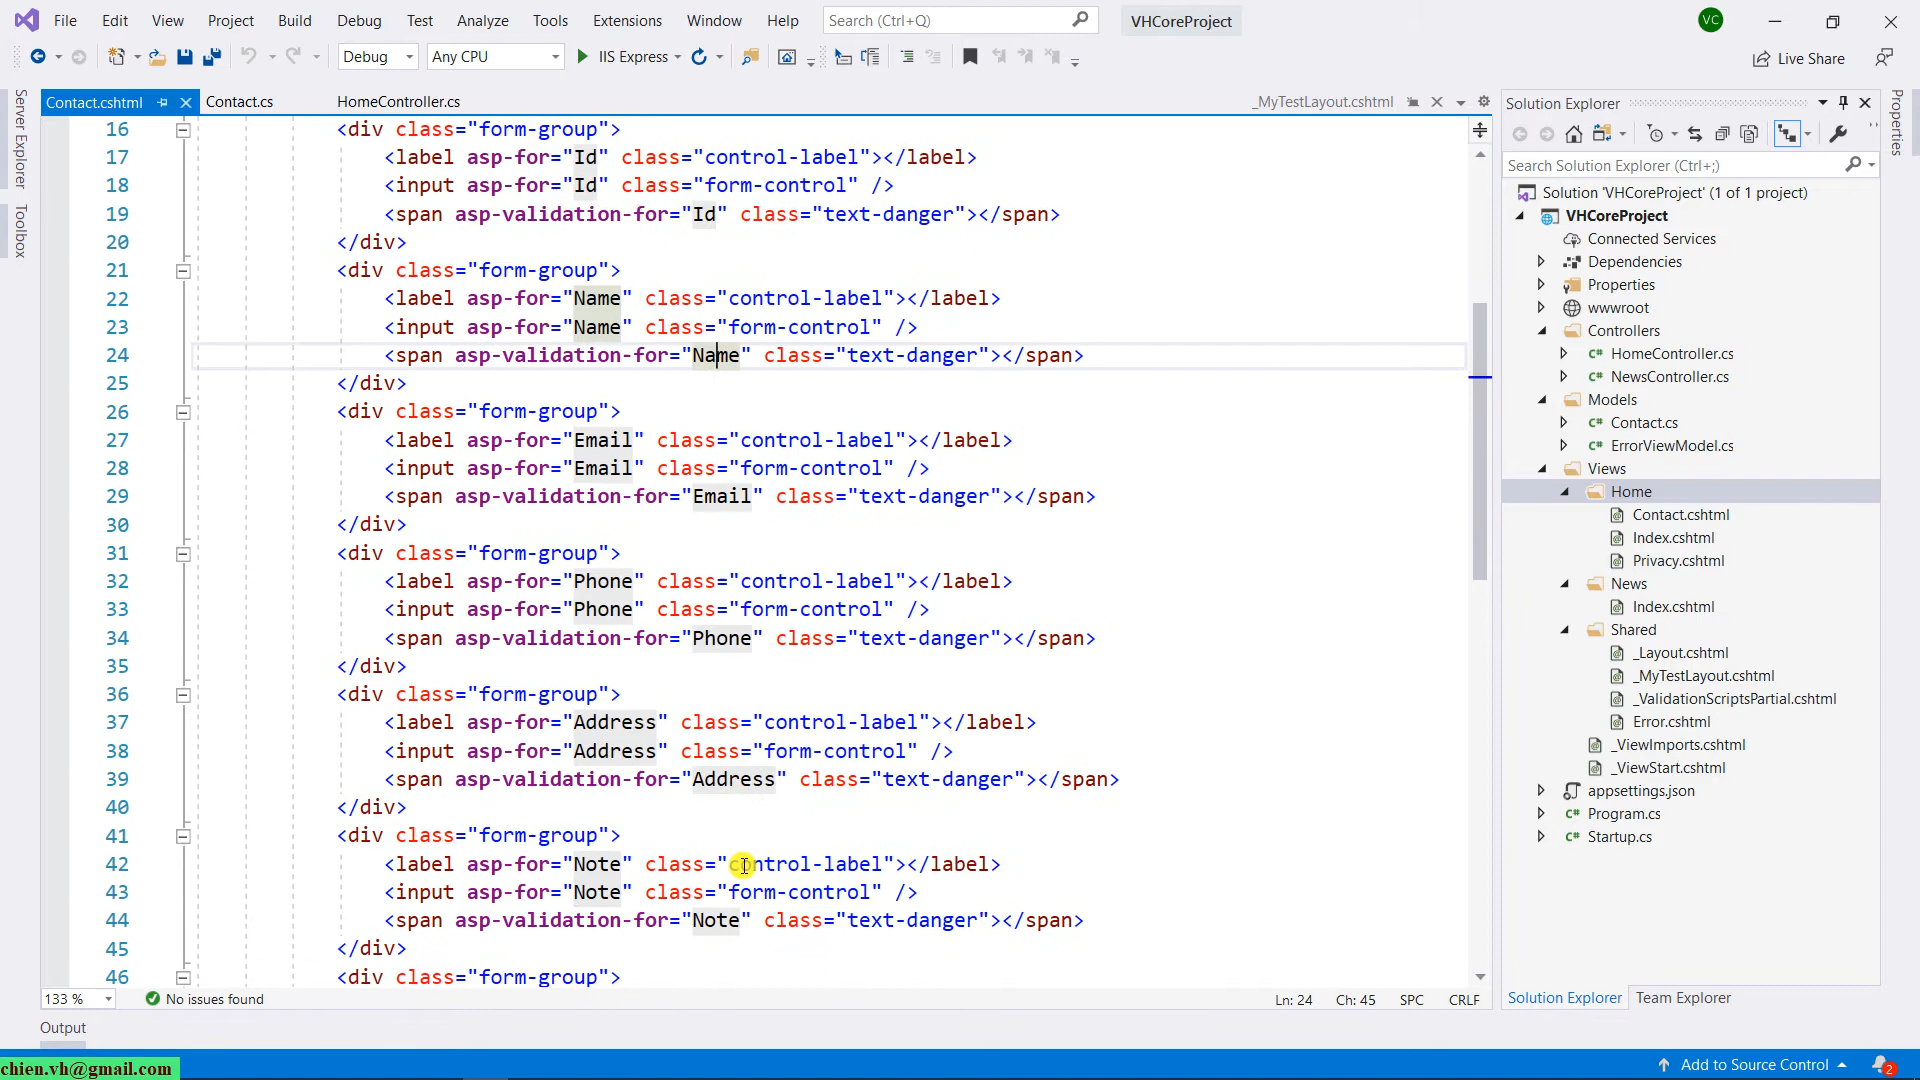 File Edit View Project Build Debug Test Analyze Tools Extensions Window Help Search (Ctrl+Q) VHCoreProject VC
Debug Any CPU IIS Express Live Share
Server Explorer
Toolbox
Contact.cshtml Contact.cs HomeController.cs _MyTestLayout.cshtml
16 <div class="form-group">
17 <label asp-for="Id" class="control-label"></label>
18 <input asp-for="Id" class="form-control" />
19 <span asp-validation-for="Id" class="text-danger"></span>
20 </div>
21 <div class="form-group">
22 <label asp-for="Name" class="control-label"></label>
23 <input asp-for="Name" class="form-control" />
24 <span asp-validation-for="Name" class="text-danger"></span>
25 </div>
26 <div class="form-group">
27 <label asp-for="Email" class="control-label"></label>
28 <input asp-for="Email" class="form-control" />
29 <span asp-validation-for="Email" class="text-danger"></span>
30 </div>
31 <div class="form-group">
32 <label asp-for="Phone" class="control-label"></label>
33 <input asp-for="Phone" class="form-control" />
34 <span asp-validation-for="Phone" class="text-danger"></span>
35 </div>
36 <div class="form-group">
37 <label asp-for="Address" class="control-label"></label>
38 <input asp-for="Address" class="form-control" />
39 <span asp-validation-for="Address" class="text-danger"></span>
40 </div>
41 <div class="form-group">
42 <label asp-for="Note" class="control-label"></label>
43 <input asp-for="Note" class="form-control" />
44 <span asp-validation-for="Note" class="text-danger"></span>
45 </div>
46 <div class="form-group">
133 % No issues found Ln: 24 Ch: 45 SPC CRLF
Output
Solution Explorer
Search Solution Explorer (Ctrl+;)
Solution 'VHCoreProject' (1 of 1 project)
VHCoreProject
Connected Services
Dependencies
Properties
wwwroot
Controllers
C# HomeController.cs
C# NewsController.cs
Models
C# Contact.cs
C# ErrorViewModel.cs
Views
Home
Contact.cshtml
Index.cshtml
Privacy.cshtml
News
Index.cshtml
Shared
_Layout.cshtml
_MyTestLayout.cshtml
_ValidationScriptsPartial.cshtml
Error.cshtml
_ViewImports.cshtml
_ViewStart.cshtml
appsettings.json
C# Program.cs
C# Startup.cs
Solution Explorer Team Explorer
Properties
chien.vh@gmail.com
Add to Source Control 2